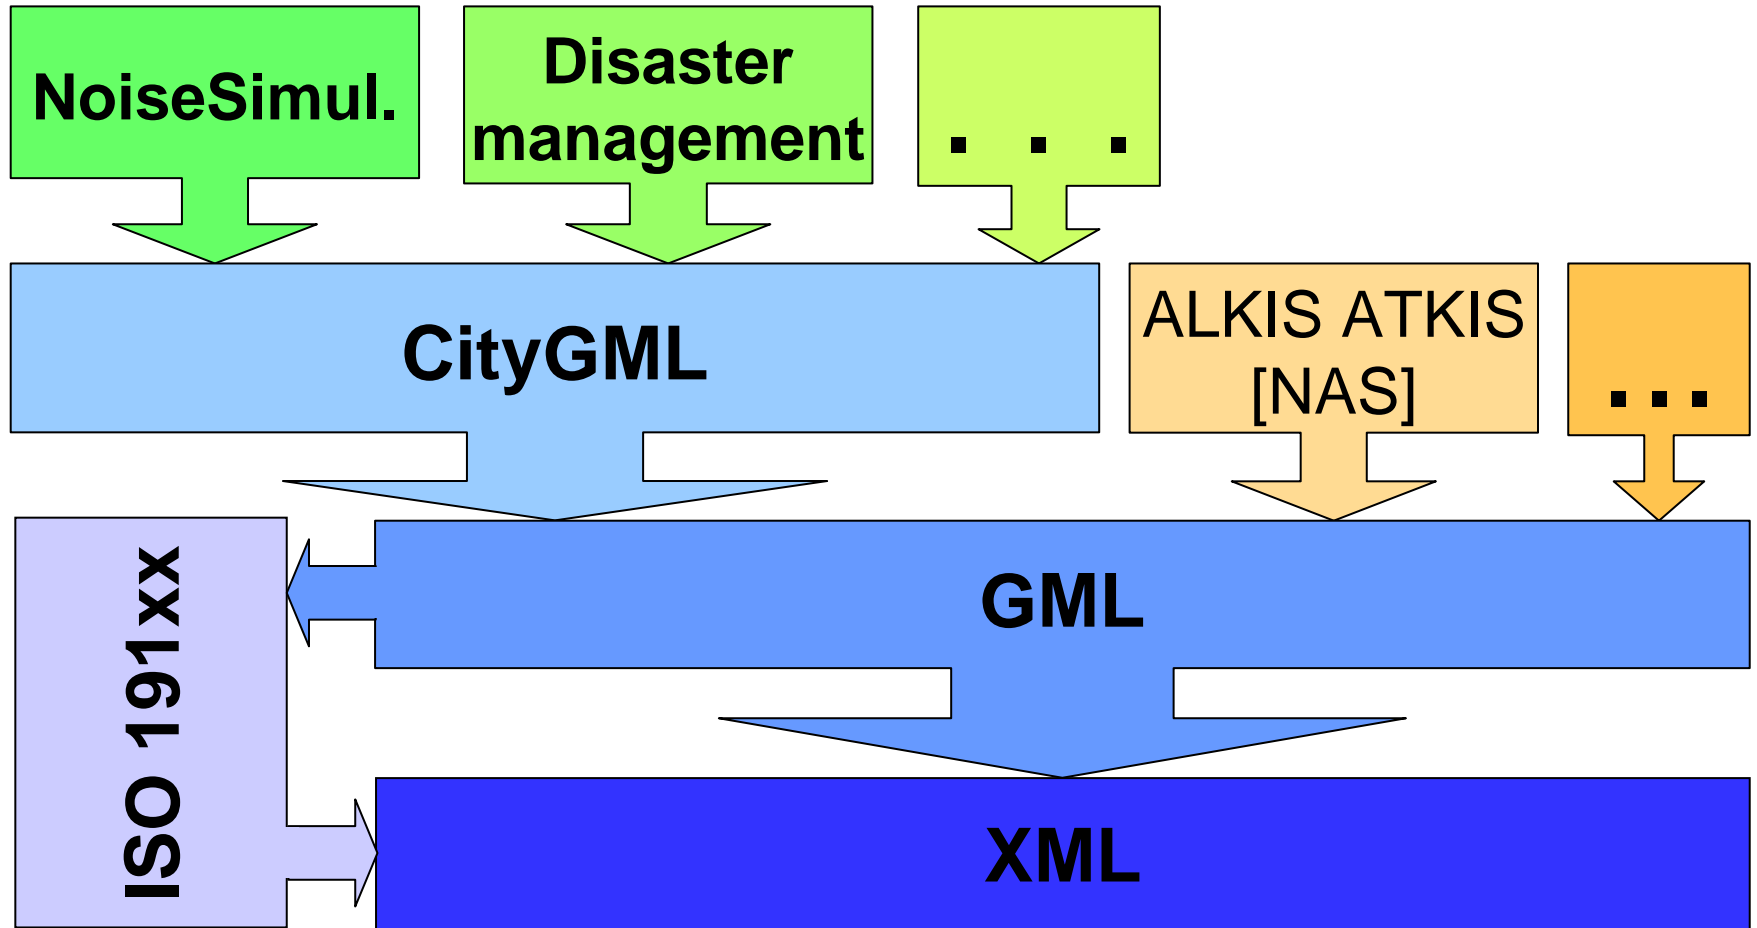 NoiseSimul.
Disaster
management
. . .
CityGML
ALKIS ATKIS
[NAS]
...
ISO 191xx
GML
XML